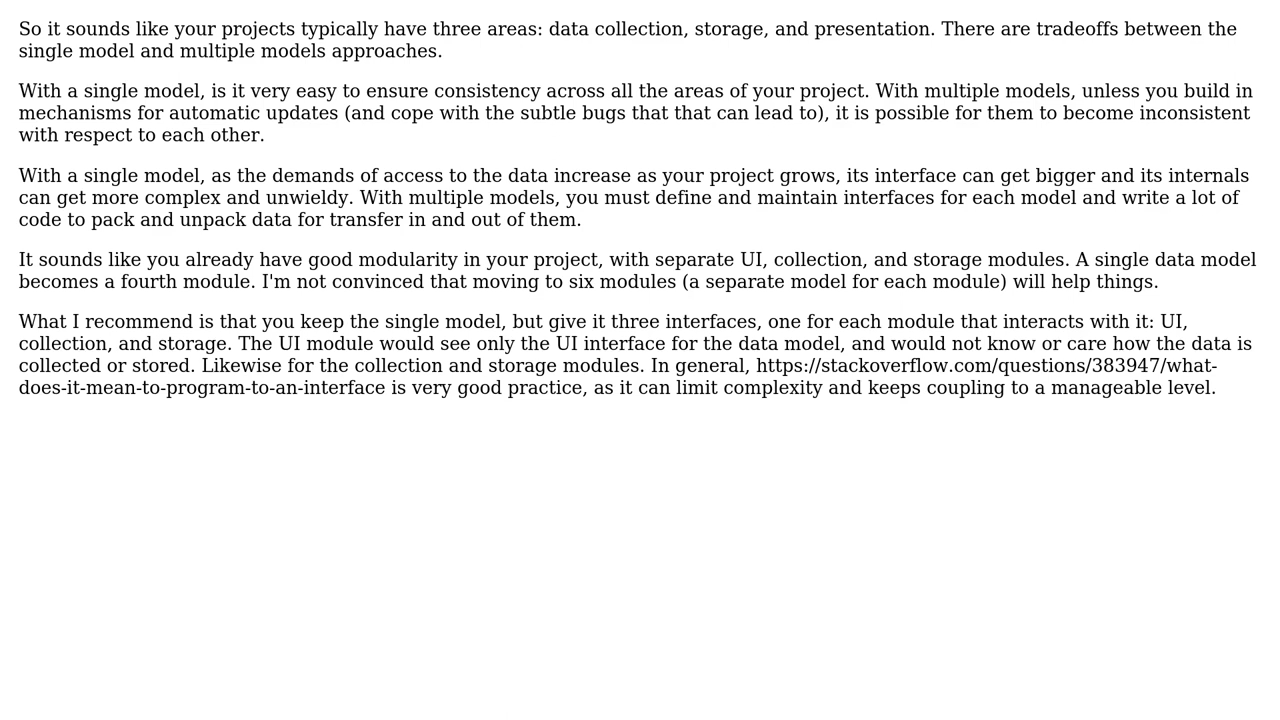 So it sounds like your projects typically have three areas: data collection, storage, and presentation. There are tradeoffs between the
single model and multiple models approaches.
With a single model, is it very easy to ensure consistency across all the areas of your project. With multiple models, unless you build in
mechanisms for automatic updates (and cope with the subtle bugs that that can lead to), it is possible for them to become inconsistent
with respect to each other.
With a single model, as the demands of access to the data increase as your project grows, its interface can get bigger and its internals
can get more complex and unwieldy. With multiple models, you must define and maintain interfaces for each model and write a lot of
code to pack and unpack data for transfer in and out of them.
It sounds like you already have good modularity in your project, with separate UI, collection, and storage modules. A single data model
becomes a fourth module. I'm not convinced that moving to six modules (a separate model for each module) will help things.
What I recommend is that you keep the single model, but give it three interfaces, one for each module that interacts with it: UI,
collection, and storage. The UI module would see only the UI interface for the data model, and would not know or care how the data is
collected or stored. Likewise for the collection and storage modules. In general, https://stackoverflow.com/questions/383947/what-
does-it-mean-to-program-to-an-interface is very good practice, as it can limit complexity and keeps coupling to a manageable level.